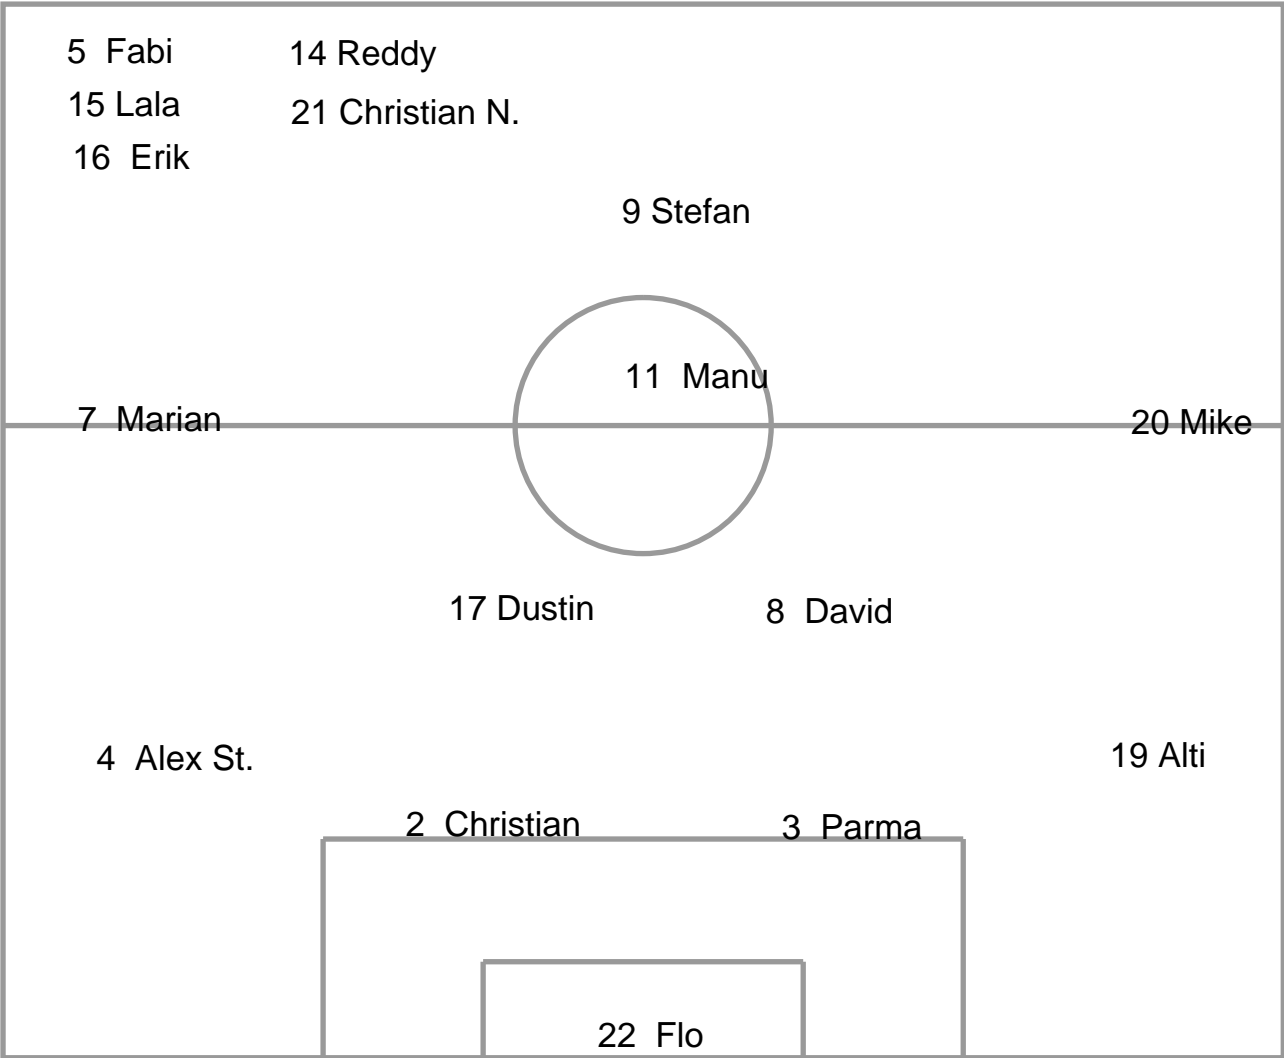 5 Fabi
14 Reddy
15 Lala
21 Christian N.
16 Erik
9 Stefan
11 Manu
7 Marian
20 Mike
17 Dustin
8 David
4 Alex St.
19 Alti
2 Christian
3 Parma
22 Flo